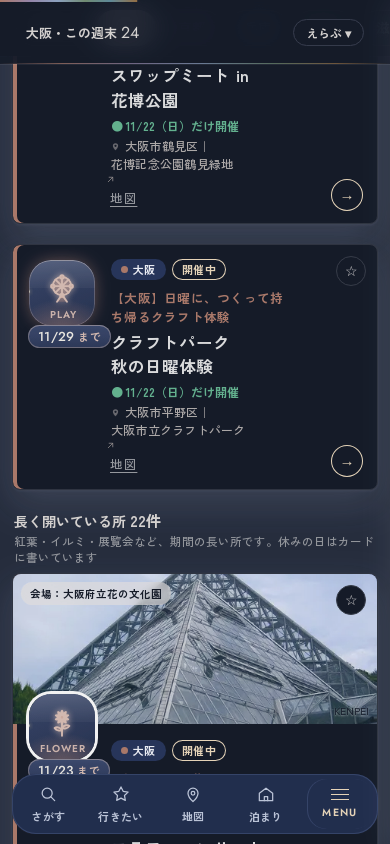 大阪・この週末 24
えらぶ ▾
スワップミート in
花博公園
11/22（日）だけ開催
大阪市鶴見区｜
花博記念公園鶴見緑地
↗
地図
→
大阪
開催中
☆
PLAY
11/29 まで
【大阪】日曜に、つくって持
ち帰るクラフト体験
クラフトパーク
秋の日曜体験
11/22（日）だけ開催
大阪市平野区｜
大阪市立クラフトパーク
↗
地図
→
長く開いている所 22件
紅葉・イルミ・展覧会など、期間の長い所です。休みの日はカード
に書いています
会場：大阪府立花の文化園
☆
KENPEI
FLOWER
11/23 まで
大阪
開催中
さがす
行きたい
地図
泊まり
MENU